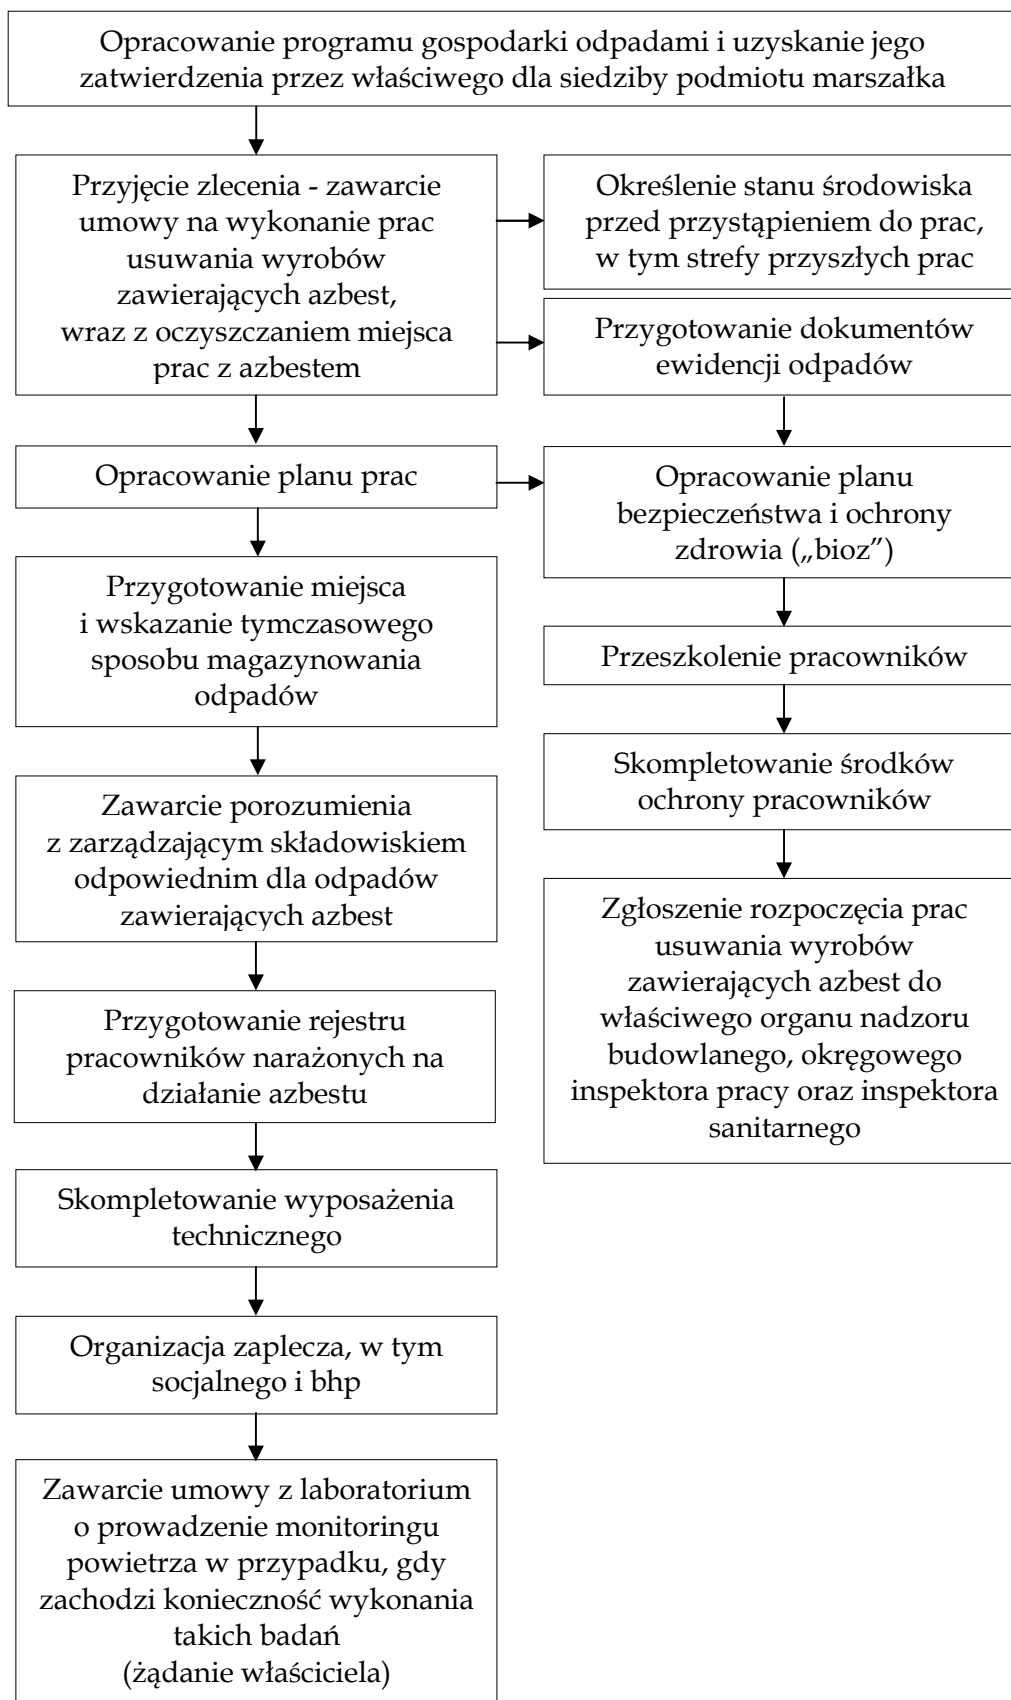 Opracowanie programu gospodarki odpadami i uzyskanie jego
zatwierdzenia przez właściwego dla siedziby podmiotu marszałka
Przyjęcie zlecenia - zawarcie
umowy na wykonanie prac
usuwania wyrobów
zawierających azbest,
wraz z oczyszczaniem miejsca
prac z azbestem
Określenie stanu środowiska
przed przystąpieniem do prac,
w tym strefy przyszłych prac
Przygotowanie dokumentów
ewidencji odpadów
Opracowanie planu prac
Opracowanie planu
bezpieczeństwa i ochrony
zdrowia („bioz”)
Przygotowanie miejsca
i wskazanie tymczasowego
sposobu magazynowania
odpadów
Przeszkolenie pracowników
Skompletowanie środków
ochrony pracowników
Zawarcie porozumienia
z zarządzającym składowiskiem
odpowiednim dla odpadów
zawierających azbest
Zgłoszenie rozpoczęcia prac
usuwania wyrobów
zawierających azbest do
właściwego organu nadzoru
budowlanego, okręgowego
inspektora pracy oraz inspektora
sanitarnego
Przygotowanie rejestru
pracowników narażonych na
działanie azbestu
Skompletowanie wyposażenia
technicznego
Organizacja zaplecza, w tym
socjalnego i bhp
Zawarcie umowy z laboratorium
o prowadzenie monitoringu
powietrza w przypadku, gdy
zachodzi konieczność wykonania
takich badań
(żądanie właściciela)